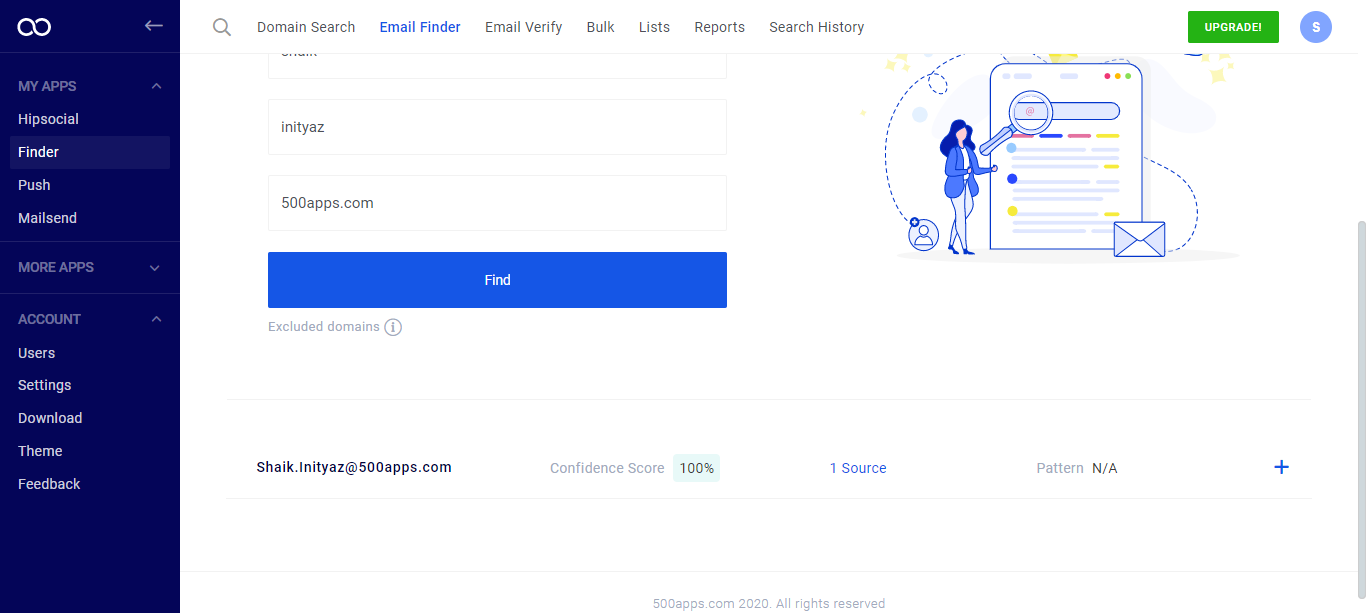 Domain Search Email Finder Email Verify Bulk Lists Reports Search History UPGRADE! S
MY APPS
Hipsocial
Finder
Push
Mailsend
MORE APPS
ACCOUNT
Users
Settings
Download
Theme
Feedback
inityaz
500apps.com
Find
Excluded domains i
@
Shaik.Inityaz@500apps.com Confidence Score 100% 1 Source Pattern N/A +
500apps.com 2020. All rights reserved